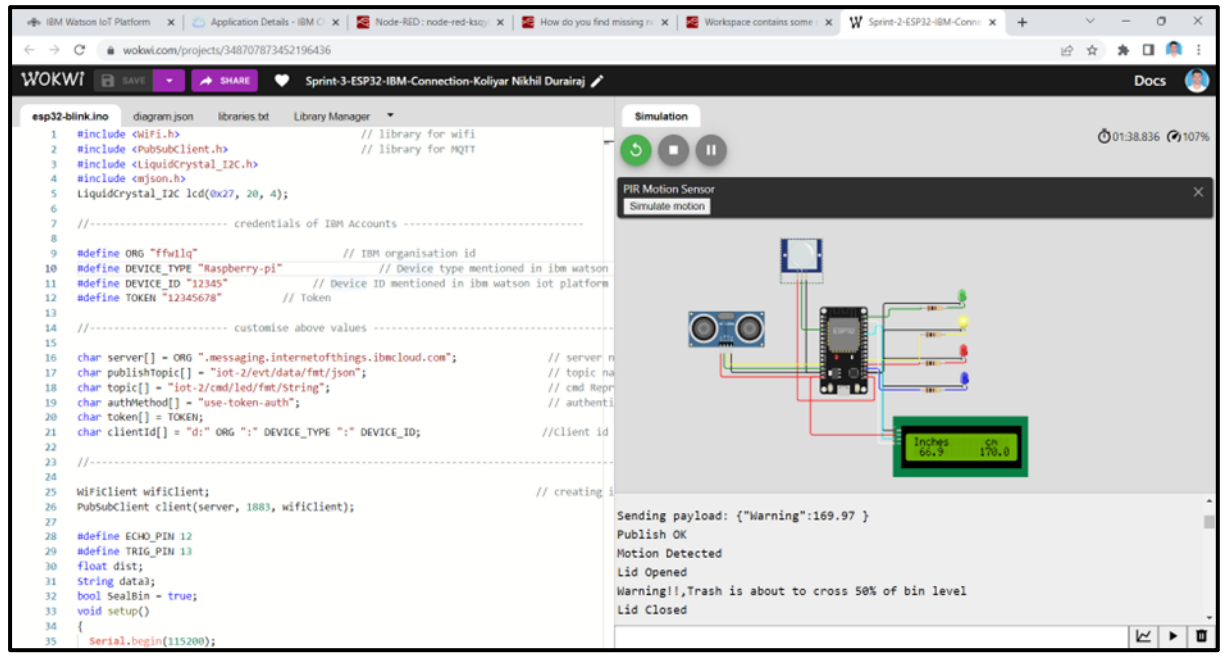 IBM Watson IoT Platform
Application Details - IBM Cl
Node-RED : node-red-ksqyi
How do you find missing n
Workspace contains some
Sprint-2-ESP32-IBM-Conne
wokwi.com/projects/348707873452196436
WOKWI
SAVE
SHARE
Sprint-3-ESP32-IBM-Connection-Koliyar Nikhil Durairaj
Docs
esp32-blink.ino
diagram.json
libraries.txt
Library Manager
1 #include <WiFi.h> // library for wifi
2 #include <PubSubClient.h> // library for MQTT
3 #include <LiquidCrystal_I2C.h>
4 #include <mjson.h>
5 LiquidCrystal_I2C lcd(0x27, 20, 4);
6
7 //----------------------- credentials of IBM Accounts ------------------------------
8
9 #define ORG "ffw1lq" // IBM organisation id
10 #define DEVICE_TYPE "Raspberry-pi" // Device type mentioned in ibm watson
11 #define DEVICE_ID "12345" // Device ID mentioned in ibm watson iot platform
12 #define TOKEN "12345678" // Token
13
14 //----------------------- customise above values -----------------------------------
15
16 char server[] = ORG ".messaging.internetofthings.ibmcloud.com"; // server n
17 char publishTopic[] = "iot-2/evt/data/fmt/json"; // topic na
18 char topic[] = "iot-2/cmd/led/fmt/String"; // cmd Repr
19 char authMethod[] = "use-token-auth"; // authenti
20 char token[] = TOKEN;
21 char clientId[] = "d:" ORG ":" DEVICE_TYPE ":" DEVICE_ID; //Client id
22
23 //--------------------------------------------------------------------------------------
24
25 WiFiClient wifiClient; // creating i
26 PubSubClient client(server, 1883, wifiClient);
27
28 #define ECHO_PIN 12
29 #define TRIG_PIN 13
30 float dist;
31 String data3;
32 bool SealBin = true;
33 void setup()
34 {
35 Serial.begin(115200);
Simulation
01:38.836 107%
PIR Motion Sensor
Simulate motion
ESP32
Inches cm
66.9 170.0
Sending payload: {"Warning":169.97 }
Publish OK
Motion Detected
Lid Opened
Warning!!,Trash is about to cross 50% of bin level
Lid Closed